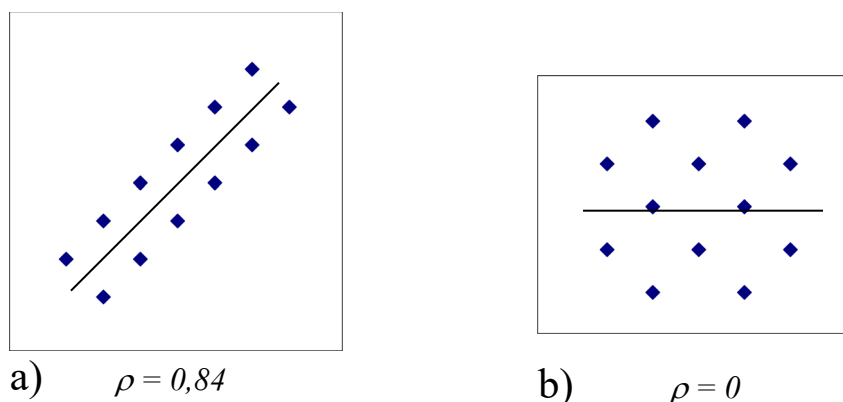 a) ρ = 0,84
b) ρ = 0